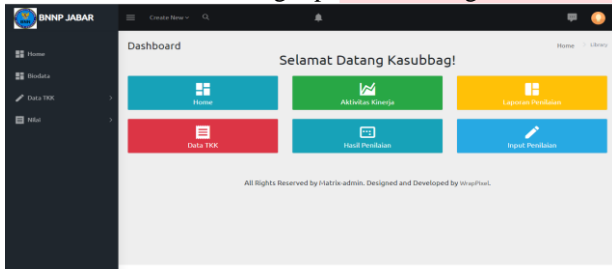 BNNP JABAR
Create New
Home
Biodata
Data TKK
Nilai
Dashboard
Home Library
Selamat Datang Kasubbag!
Home
Aktivitas Kinerja
Laporan Penilaian
Data TKK
Hasil Penilaian
Input Penilaian
All Rights Reserved by Matrix-admin. Designed and Developed by WrapPixel.